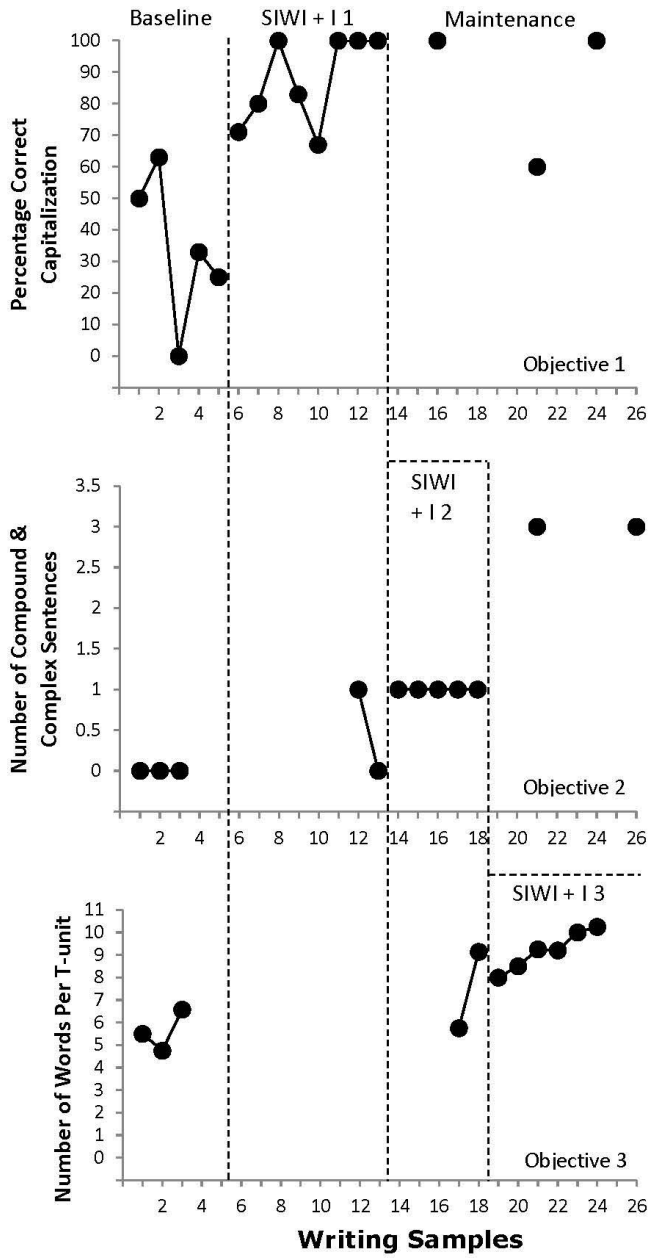 Baseline
SIWI + I 1
Maintenance
Percentage Correct
Capitalization
100
90
80
70
60
50
40
30
20
10
0
Objective 1
2 4 6 8 10 12 14 16 18 20 22 24 26
SIWI
+ I 2
Number of Compound &
Complex Sentences
3.5
3
2.5
2
1.5
1
0.5
0
Objective 2
2 4 6 8 10 12 14 16 18 20 22 24 26
SIWI + I 3
Number of Words Per T-unit
11
10
9
8
7
6
5
4
3
2
1
0
Objective 3
2 4 6 8 10 12 14 16 18 20 22 24 26
Writing Samples